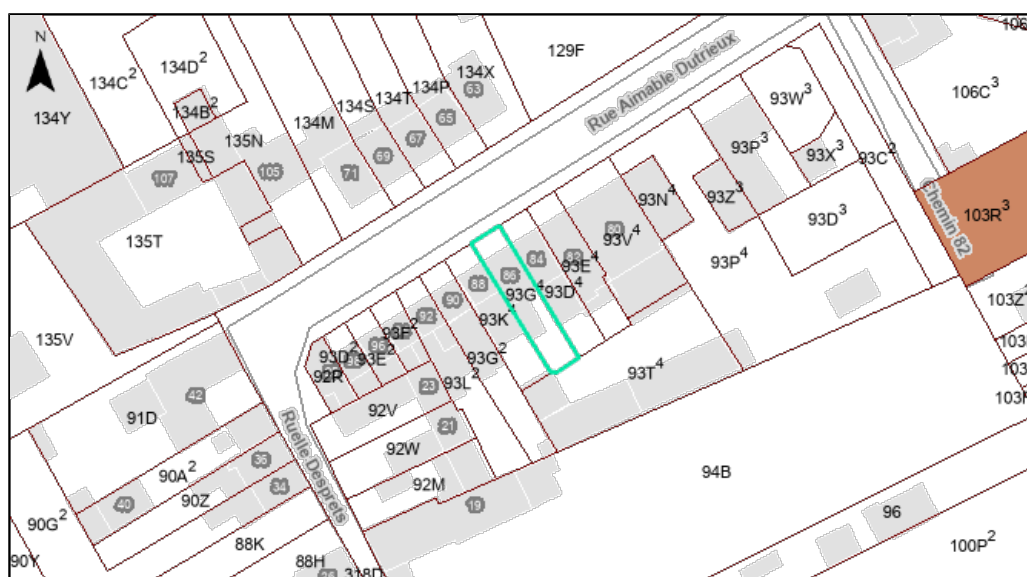 N
134Y
134C²
134D²
134B²
135S
135N
107
105
134M
134S
134T
134P
134X
71
69
67
65
63
129F
Rue Aimable Dutrieux
93W³
93P³
93X³
93C²
93Z³
93D³
106C³
Chemin 82
103R³
135T
135V
93N⁴
80
93V⁴
93E⁴
84
93D⁴
86
93G⁴
88
93K⁴
90
93G²
92
93F²
96
93E²
93D²
92R
93P⁴
93T⁴
103Z
42
91D
92V
23
93L²
21
92W
92M
19
Ruelle Desprets
90A²
36
34
90Z
40
90G²
90Y
88K
88H
318D
94B
96
100P²